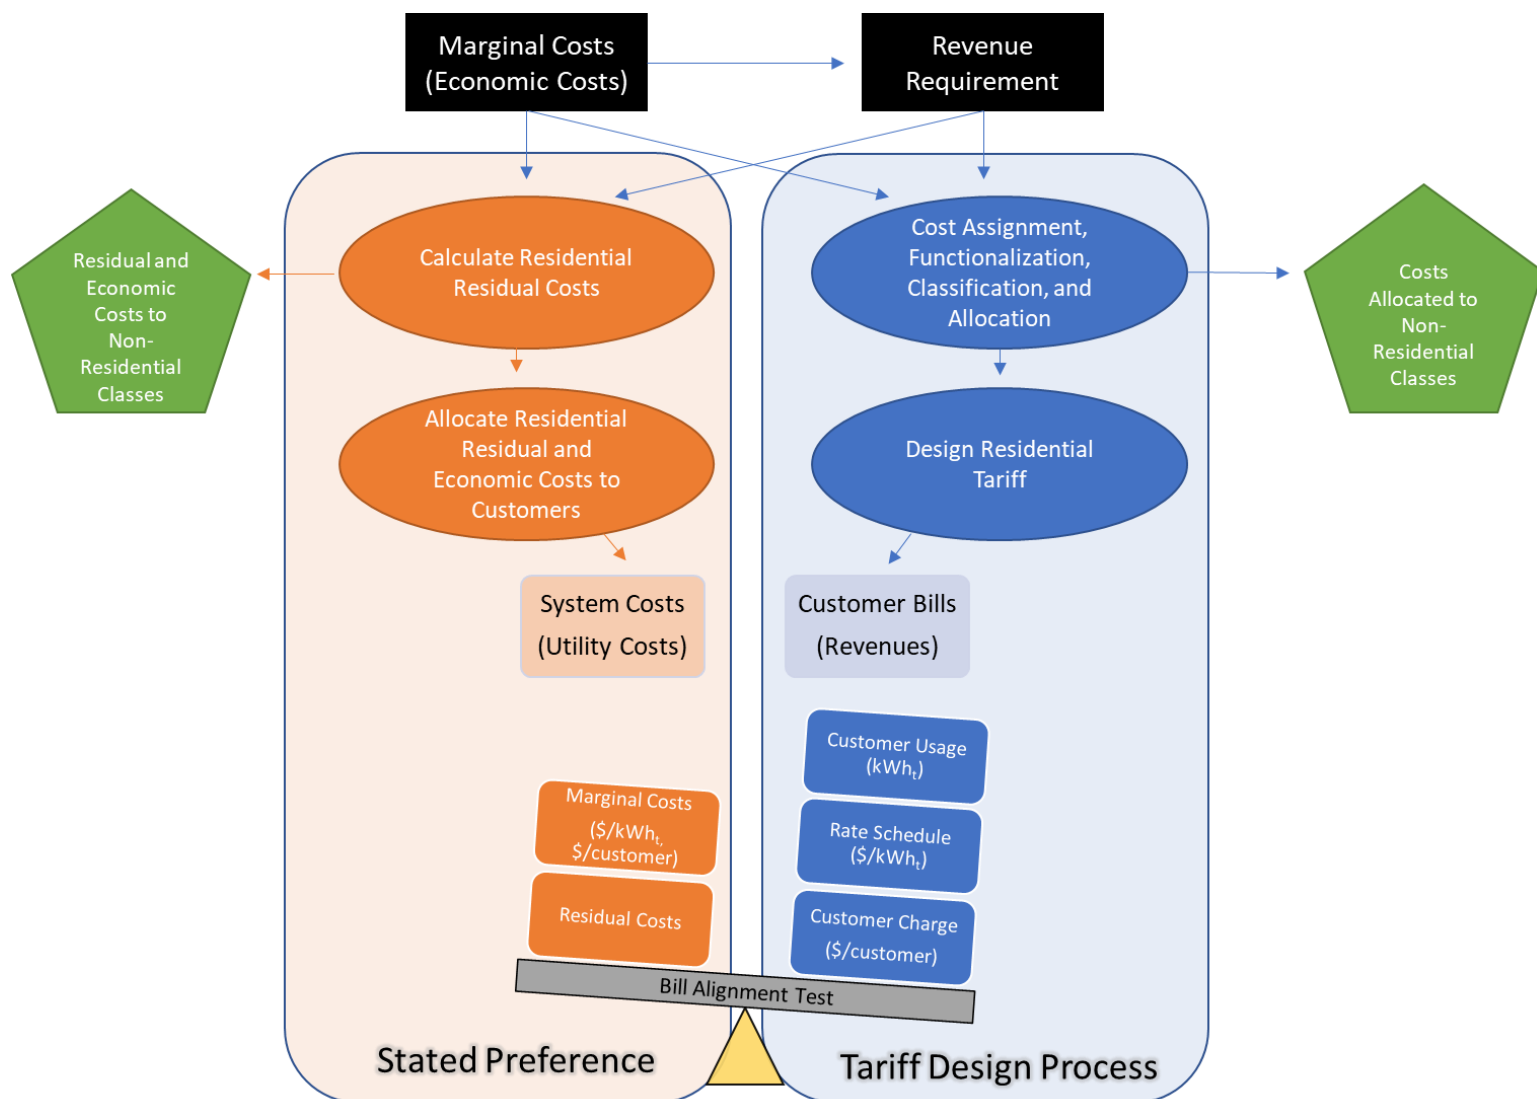 Marginal Costs
(Economic Costs)
Revenue
Requirement
Residual and
Economic
Costs to
Non-
Residential
Classes
Calculate Residential
Residual Costs
Cost Assignment,
Functionalization,
Classification, and
Allocation
Costs
Allocated to
Non-
Residential
Classes
Allocate Residential
Residual and
Economic Costs to
Customers
Design Residential
Tariff
System Costs
(Utility Costs)
Customer Bills
(Revenues)
Marginal Costs
($/kWht,
$/customer)
Residual Costs
Customer Usage
(kWht)
Rate Schedule
($/kWht)
Customer Charge
($/customer)
Bill Alignment Test
Stated Preference
Tariff Design Process